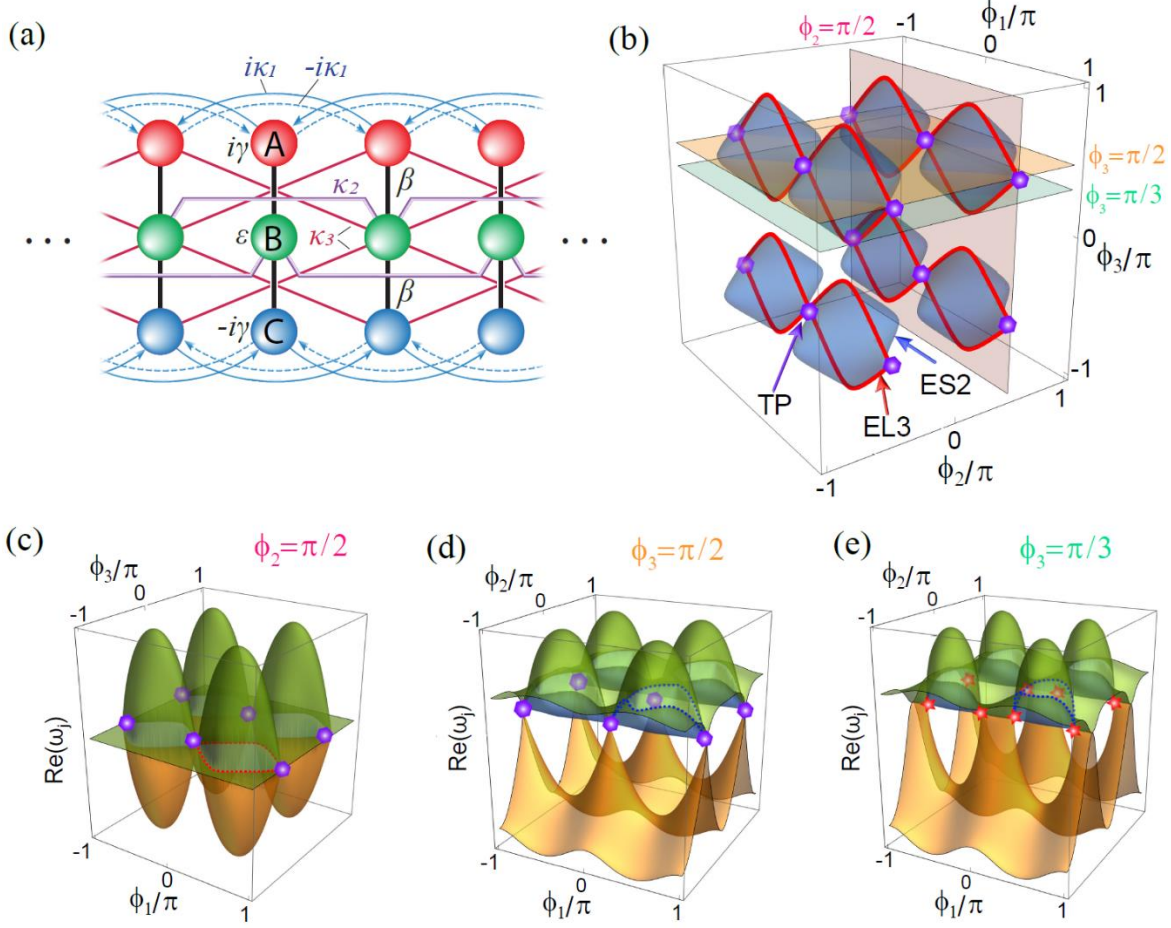 (a)
iκ₁
-iκ₁
iγ
A
κ₂
β
ε
B
κ₃
...
...
β
-iγ
C
(b)
ϕ₂=π/2
-1
ϕ₁/π
0
1
1
ϕ₃=π/2
ϕ₃=π/3
0
ϕ₃/π
-1
TP
EL3
ES2
-1
0
1
ϕ₂/π
(c)
ϕ₂=π/2
ϕ₃/π
-1
0
1
Re(ωⱼ)
-1
0
1
ϕ₁/π
(d)
ϕ₃=π/2
ϕ₂/π
-1
0
1
Re(ωⱼ)
-1
0
1
ϕ₁/π
(e)
ϕ₃=π/3
ϕ₂/π
-1
0
1
Re(ωⱼ)
-1
0
1
ϕ₁/π